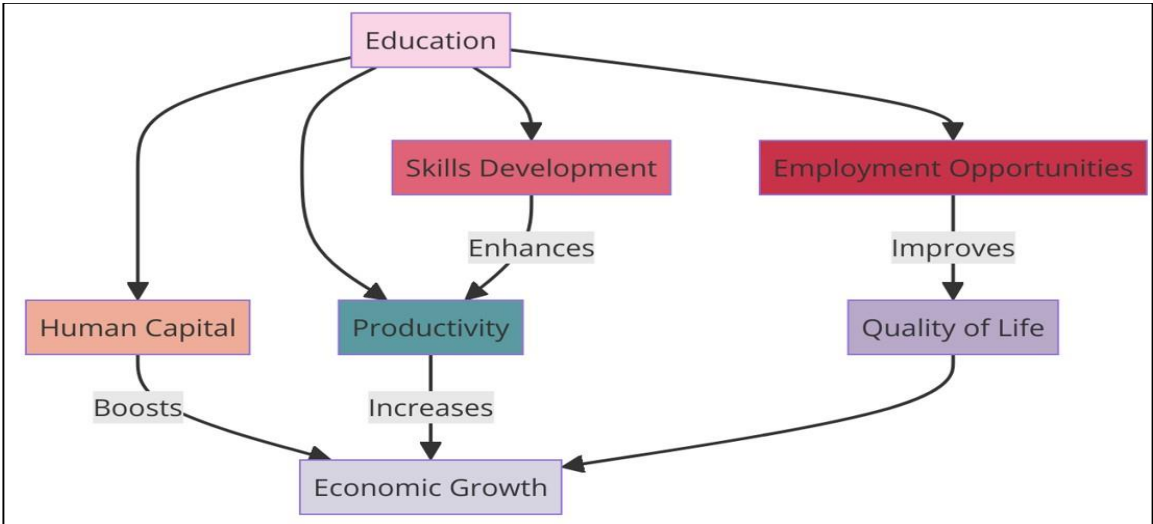 Education
Skills Development
Employment Opportunities
Enhances
Improves
Human Capital
Productivity
Quality of Life
Boosts
Increases
Economic Growth